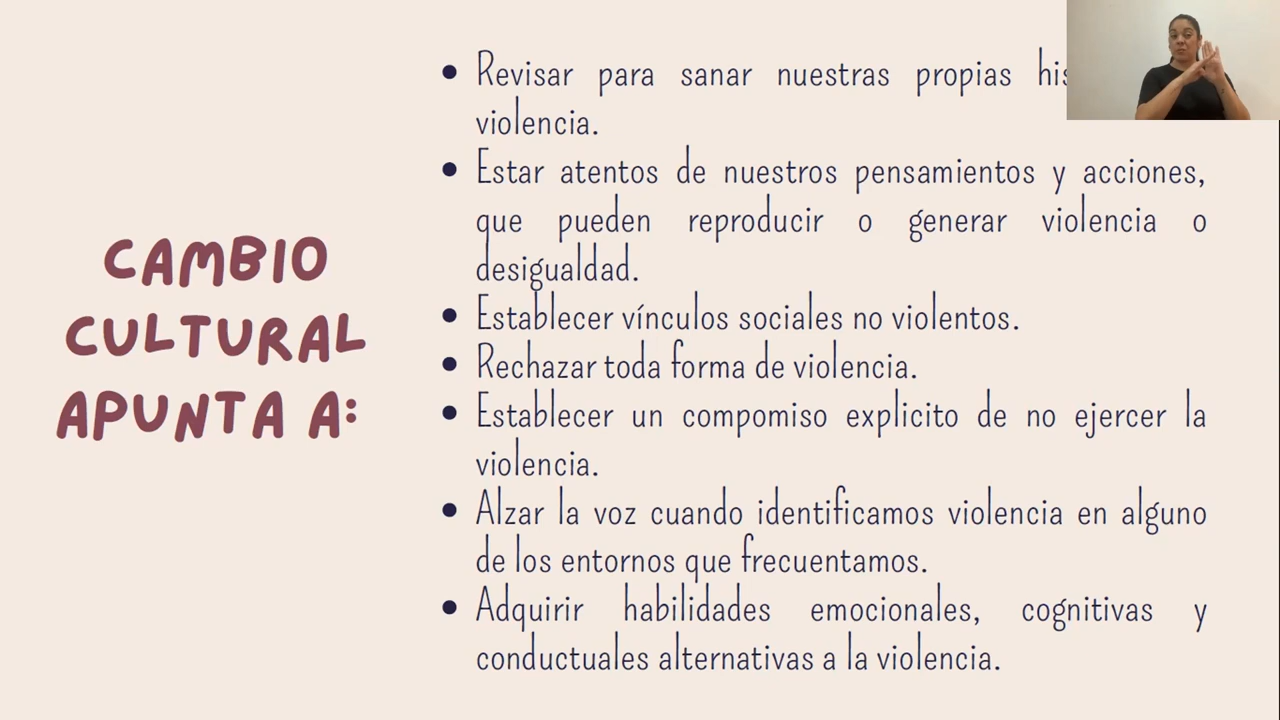 CAMBIO
CULTURAL
APUNTA A:
• Revisar para sanar nuestras propias
violencia.
• Estar atentos de nuestros pensamientos y acciones,
que pueden reproducir o generar violencia o
desigualdad.
• Establecer vínculos sociales no violentos.
• Rechazar toda forma de violencia.
• Establecer un compomiso explicito de no ejercer la
violencia.
• Alzar la voz cuando identificamos violencia en alguno
de los entornos que frecuentamos.
• Adquirir habilidades emocionales, cognitivas y
conductuales alternativas a la violencia.